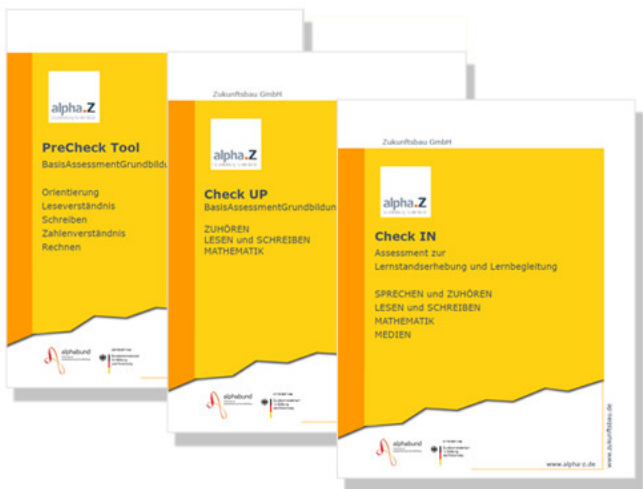 alpha.Z
PreCheck Tool
BasisAssessmentGrundbildu
Orientierung
Leseverständnis
Schreiben
Zahlenverständnis
Rechnen
alphabund
Zukunftsbau GmbH
alpha.Z
Check UP
BasisAssessmentGrundbildun
ZUHÖREN
LESEN und SCHREIBEN
MATHEMATIK
alphabund
Zukunftsbau GmbH
alpha.Z
Check IN
Assessment zur
Lernstandserhebung und Lernbegleitung
SPRECHEN und ZUHÖREN
LESEN und SCHREIBEN
MATHEMATIK
MEDIEN
alphabund
www.alpha-z.de
www.zukunftsbau.de